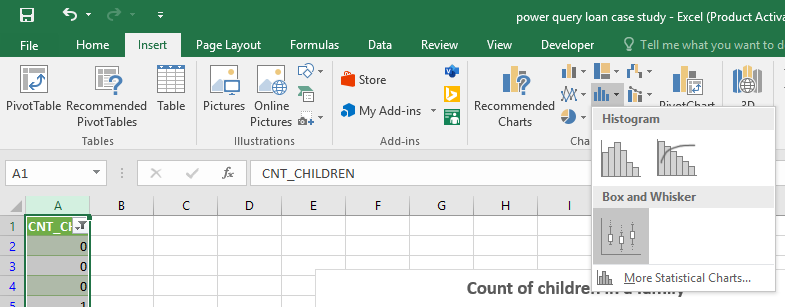 power query loan case study - Excel (Product Activa
File Home Insert Page Layout Formulas Data Review View Developer Tell me what you want to d
PivotTable Recommended PivotTables Table Pictures Online Pictures Store My Add-ins Recommended Charts PivotChart 3D
Tables Illustrations Add-ins Cha
Histogram
Box and Whisker
More Statistical Charts...
A1 fx CNT_CHILDREN
A B C D E F G H I
1 CNT_CH
2 0
3 0
4 0
5 1
Count of children in a family